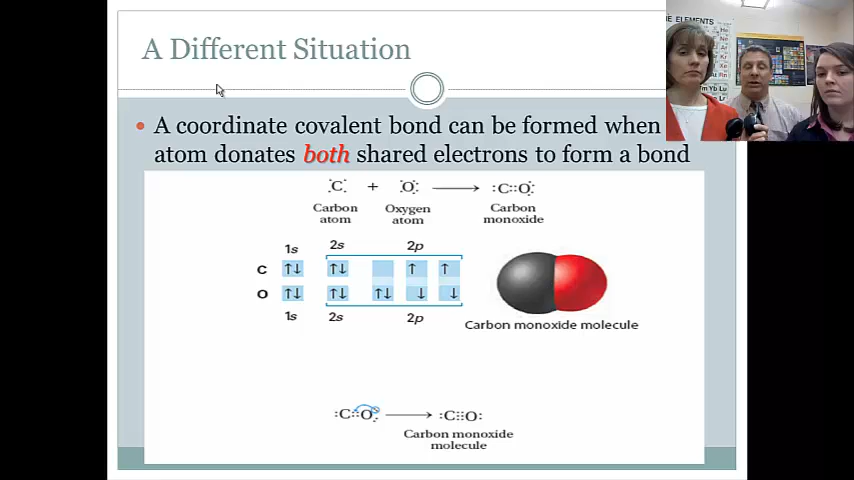 A Different Situation
E ELEMENTS
• A coordinate covalent bond can be formed when
atom donates both shared electrons to form a bond
·C· + ·O: → :C::O:
Carbon atom
Oxygen atom
Carbon monoxide
1s 2s 2p
C ↑↓ ↑↓ ↑ ↑
O ↑↓ ↑↓ ↑↓ ↓ ↓
1s 2s 2p
Carbon monoxide molecule
:C::O: → :C:::O:
Carbon monoxide
molecule